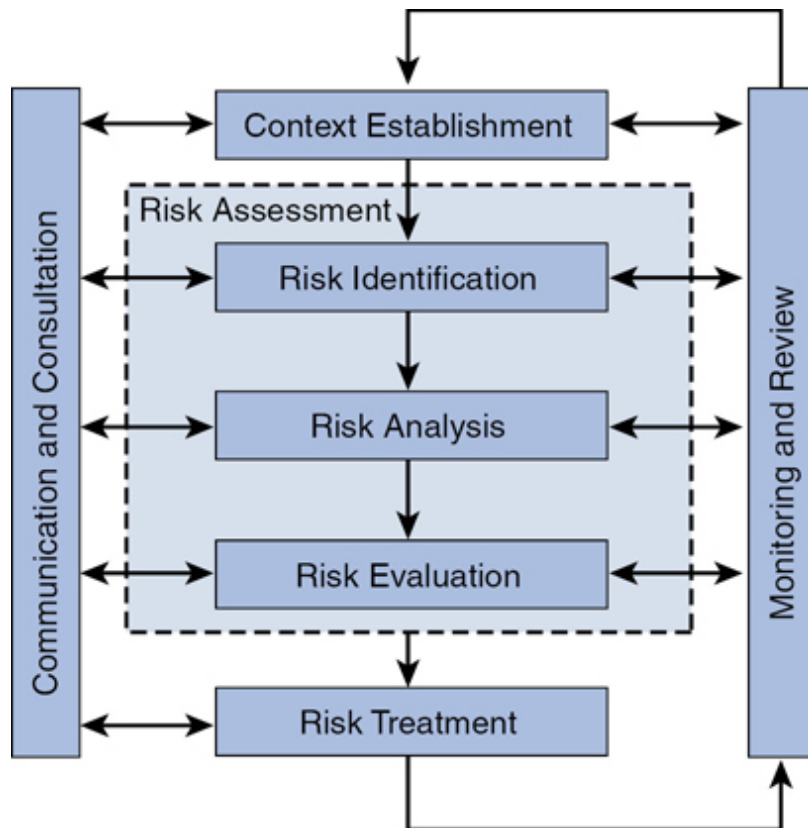 Context Establishment
Risk Assessment
Risk Identification
Risk Analysis
Risk Evaluation
Risk Treatment
Communication and Consultation
Monitoring and Review